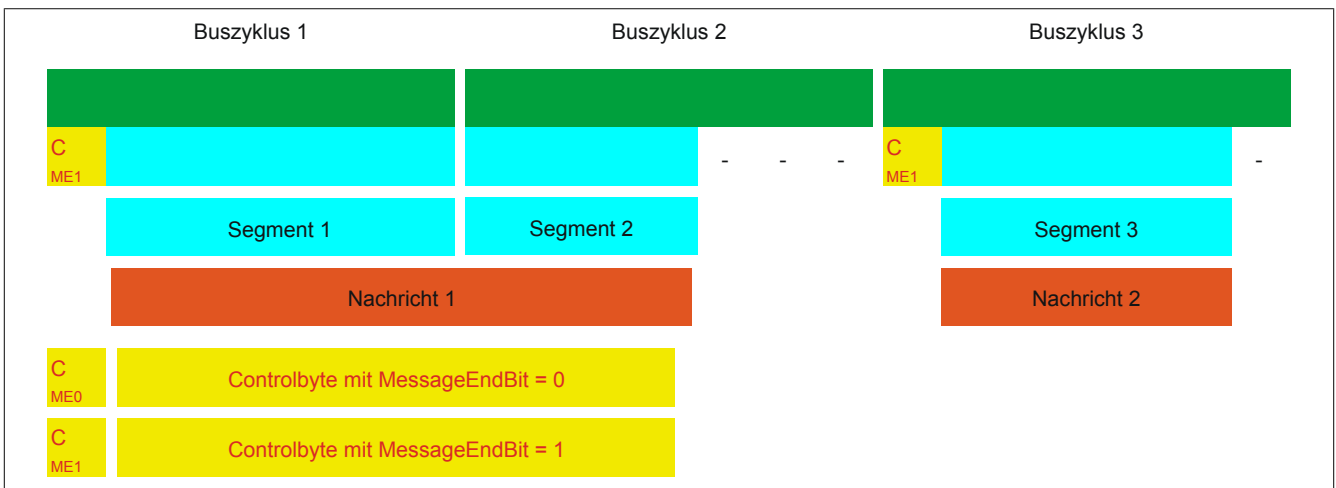 Buszyklus 1 Buszyklus 2 Buszyklus 3
C - - - C -
ME1 ME1
Segment 1 Segment 2 Segment 3
Nachricht 1 Nachricht 2
C
ME0
Controlbyte mit MessageEndBit = 0
C
ME1
Controlbyte mit MessageEndBit = 1